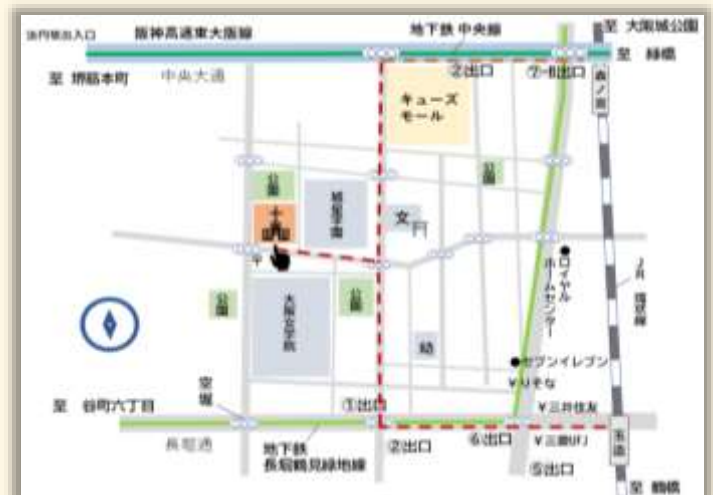 至 大阪城公園
法円坂出入口
阪神高速東大阪線
地下鉄 中央線
至 緑橋
至 堺筋本町
中央大通
②出口
⑦-B出口
森ノ宮
キューズ
モール
公園
公園
城星学園
文
〒
大阪女学院
公園
公園
ロイヤル
ホームセンター
JR 環状線
幼
セブンイレブン
¥りそな
空堀
至 谷町六丁目
①出口
¥三井住友
玉造
長堀通
地下鉄
長堀鶴見緑地線
②出口
⑥出口
¥三菱UFJ
⑤出口
至 鶴橋